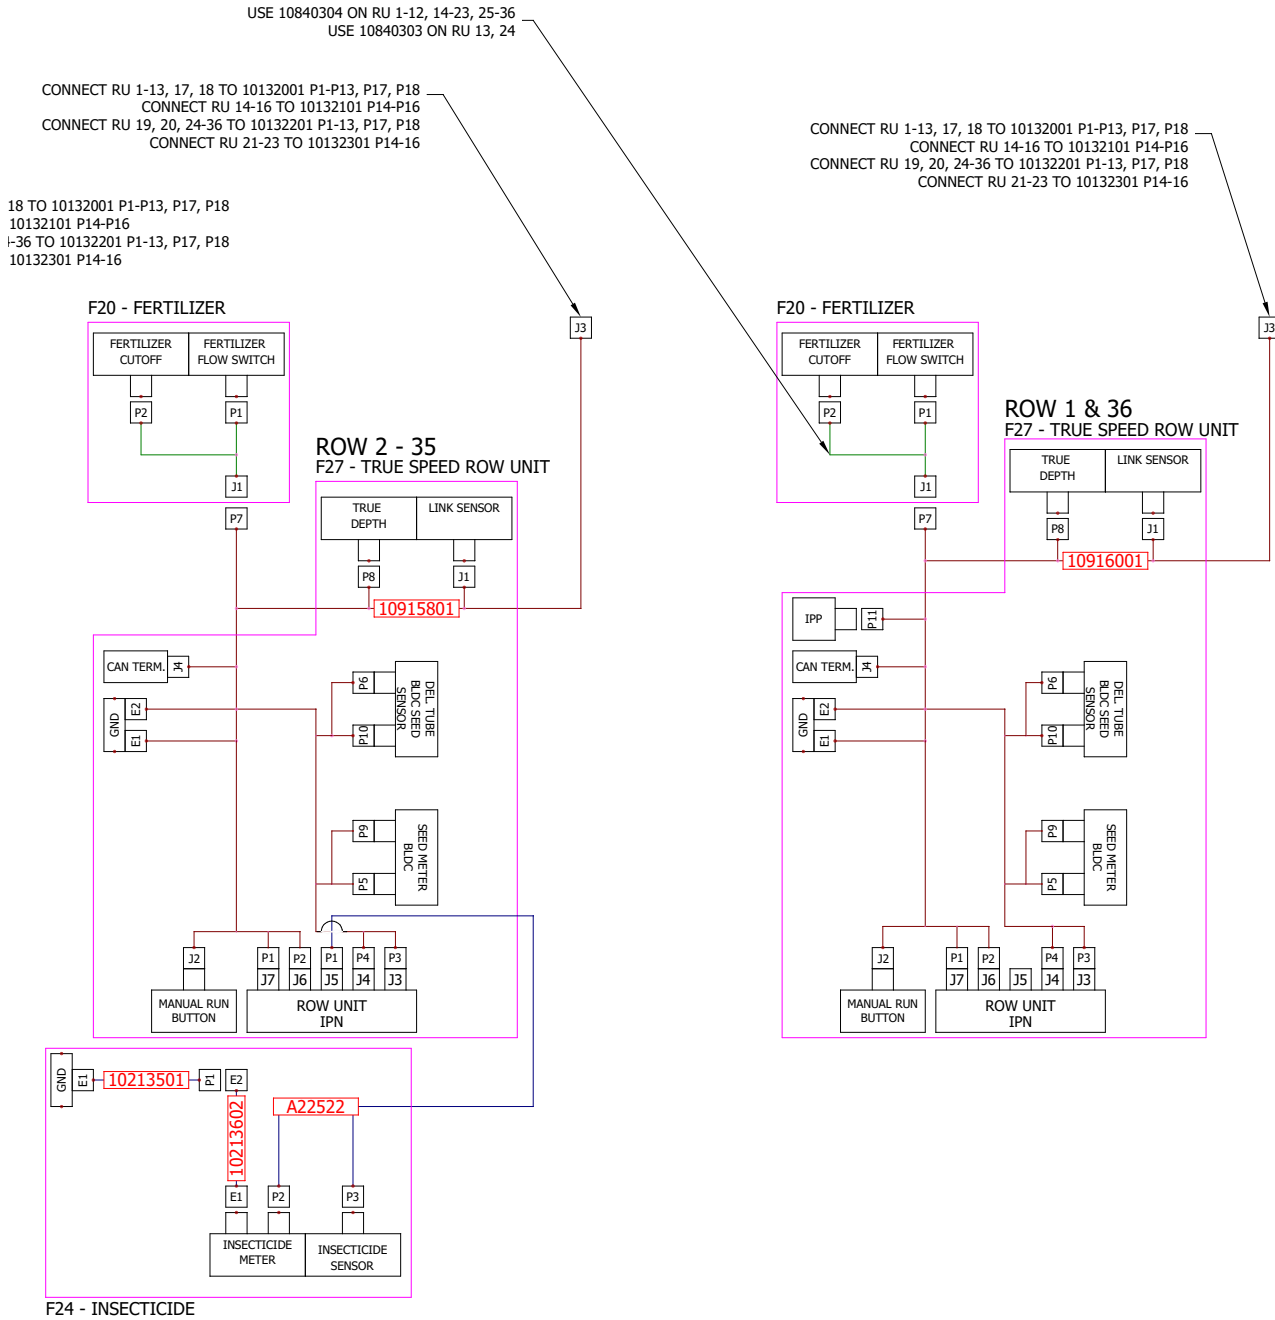 USE 10840304 ON RU 1-12, 14-23, 25-36
USE 10840303 ON RU 13, 24
CONNECT RU 1-13, 17, 18 TO 10132001 P1-P13, P17, P18
CONNECT RU 14-16 TO 10132101 P14-P16
CONNECT RU 19, 20, 24-36 TO 10132201 P1-13, P17, P18
CONNECT RU 21-23 TO 10132301 P14-16
CONNECT RU 1-13, 17, 18 TO 10132001 P1-P13, P17, P18
CONNECT RU 14-16 TO 10132101 P14-P16
CONNECT RU 19, 20, 24-36 TO 10132201 P1-13, P17, P18
CONNECT RU 21-23 TO 10132301 P14-16
18 TO 10132001 P1-P13, P17, P18
10132101 P14-P16
-36 TO 10132201 P1-13, P17, P18
10132301 P14-16
F20 - FERTILIZER
FERTILIZER
CUTOFF
FERTILIZER
FLOW SWITCH
P2
P1
J1
P7
J3
ROW 2 - 35
F27 - TRUE SPEED ROW UNIT
TRUE
DEPTH
LINK SENSOR
P8
J1
10915801
CAN TERM.
J4
GND
E2
E1
P6
P10
DEL TUBE
BLDC SEED
SENSOR
P9
P5
SEED METER
BLDC
J2
P1
P2
P1
P4
P3
J7
J6
J5
J4
J3
MANUAL RUN
BUTTON
ROW UNIT
IPN
GND
E1
10213501
P1
E2
10213602
A22522
E1
P2
P3
INSECTICIDE
METER
INSECTICIDE
SENSOR
F24 - INSECTICIDE
F20 - FERTILIZER
FERTILIZER
CUTOFF
FERTILIZER
FLOW SWITCH
P2
P1
J1
P7
J3
ROW 1 & 36
F27 - TRUE SPEED ROW UNIT
TRUE
DEPTH
LINK SENSOR
P8
J1
10916001
IPP
P11
CAN TERM.
J4
GND
E2
E1
P6
P10
DEL TUBE
BLDC SEED
SENSOR
P9
P5
SEED METER
BLDC
J2
P1
P2
P4
P3
J7
J6
J5
J4
J3
MANUAL RUN
BUTTON
ROW UNIT
IPN